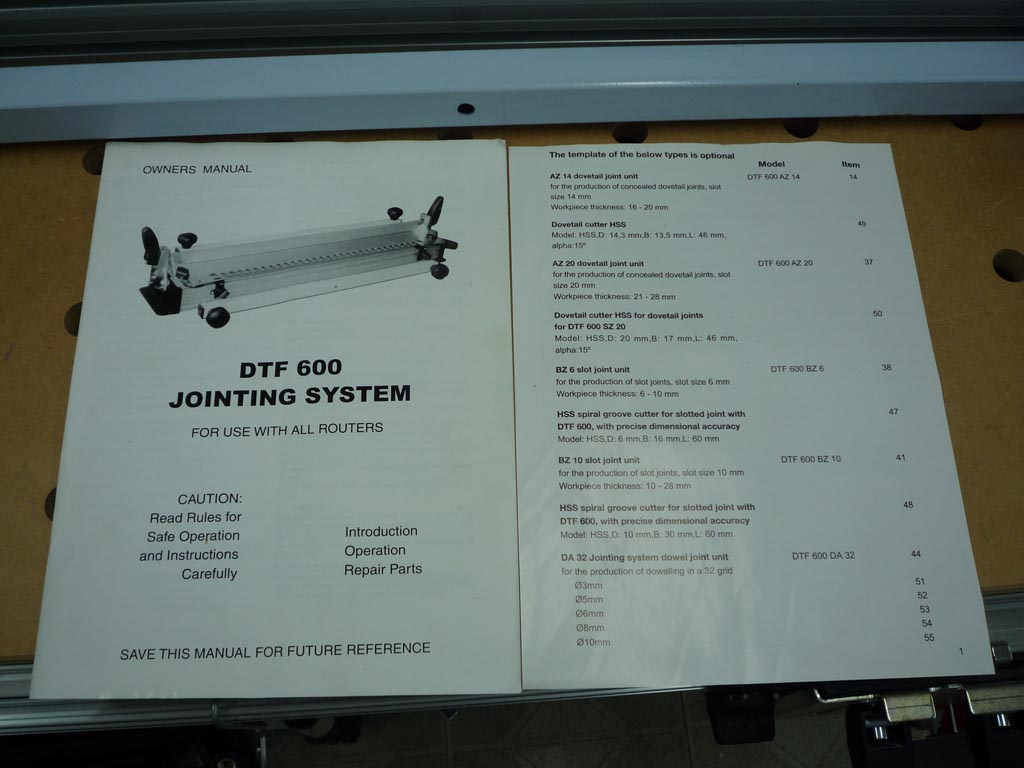 OWNERS MANUAL
DTF 600
JOINTING SYSTEM
FOR USE WITH ALL ROUTERS
CAUTION:
Read Rules for
Safe Operation
and Instructions
Carefully
Introduction
Operation
Repair Parts
SAVE THIS MANUAL FOR FUTURE REFERENCE
The template of the below types is optional Model Item
AZ 14 dovetail joint unit DTF 600 AZ 14 14
for the production of concealed dovetail joints, slot
size 14 mm
Workpiece thickness: 16 - 20 mm
Dovetail cutter HSS 49
Model: HSS,D: 14,3 mm,B: 13,5 mm,L: 46 mm,
alpha:15º
AZ 20 dovetail joint unit DTF 600 AZ 20 37
for the production of concealed dovetail joints, slot
size 20 mm
Workpiece thickness: 21 - 28 mm
Dovetail cutter HSS for dovetail joints 50
for DTF 600 SZ 20
Model: HSS,D: 20 mm,B: 17 mm,L: 46 mm,
alpha:15º
BZ 6 slot joint unit DTF 600 BZ 6 38
for the production of slot joints, slot size 6 mm
Workpiece thickness: 6 - 10 mm
HSS spiral groove cutter for slotted joint with 47
DTF 600, with precise dimensional accuracy
Model: HSS,D: 6 mm,B: 16 mm,L: 60 mm
BZ 10 slot joint unit DTF 600 BZ 10 41
for the production of slot joints, slot size 10 mm
Workpiece thickness: 10 - 28 mm
HSS spiral groove cutter for slotted joint with 48
DTF 600, with precise dimensional accuracy
Model: HSS,D: 10 mm,B: 30 mm,L: 60 mm
DA 32 Jointing system dowel joint unit DTF 600 DA 32 44
for the production of dowelling in a 32 grid
Ø3mm 51
Ø5mm 52
Ø6mm 53
Ø8mm 54
Ø10mm 55
1